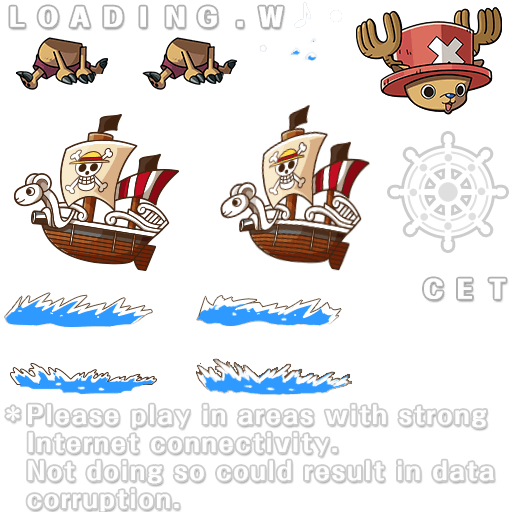 LOADING.W
CET
*Please play in areas with strong
Internet connectivity.
Not doing so could result in data
corruption.